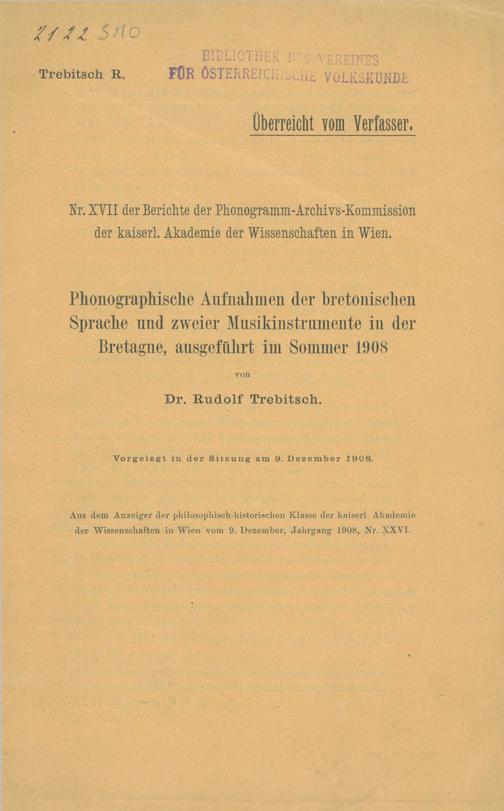 2122 SMO
BIBLIOTHEK DES VEREINES
Trebitsch R.
FÜR ÖSTERREICHISCHE VOLKSKUNDE.
Überreicht vom Verfasser.
Nr. XVII der Berichte der Phonogramm-Archivs-Kommission
der kaiserl. Akademie der Wissenschaften in Wien.
Phonographische Aufnahmen der bretonischen
Sprache und zweier Musikinstrumente in der
Bretagne, ausgeführt im Sommer 1908
von
Dr. Rudolf Trebitsch.
Vorgelegt in der Sitzung am 9. Dezember 1908.
Aus dem Anzeiger der philosophisch-historischen Klasse der kaiserl. Akademie
der Wissenschaften in Wien vom 9. Dezember, Jahrgang 1908, Nr. XXVI.